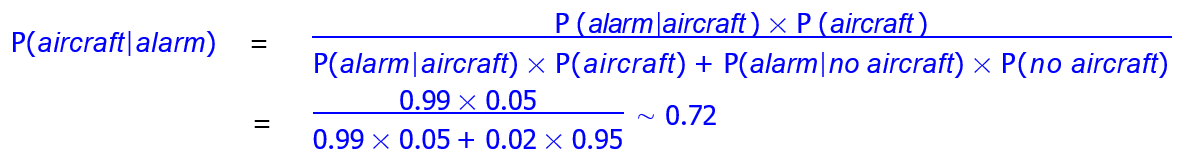 P(aircraft|alarm) = P(alarm|aircraft) × P(aircraft)
P(alarm|aircraft) × P(aircraft) + P(alarm|no aircraft) × P(no aircraft)
= 0.99 × 0.05
0.99 × 0.05 + 0.02 × 0.95 ∼ 0.72